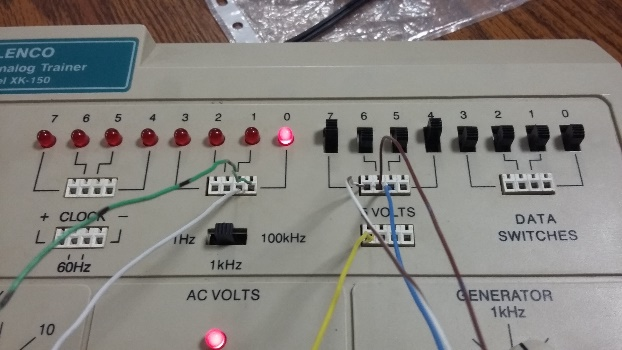 LENCO
nalog Trainer
el XK-150
7 6 5 4 3 2 1 0 7 6 5 4 3 2 1 0
+ CLOCK −
VOLTS
DATA
SWITCHES
1Hz
100kHz
60Hz
1kHz
AC VOLTS
GENERATOR
1kHz
10